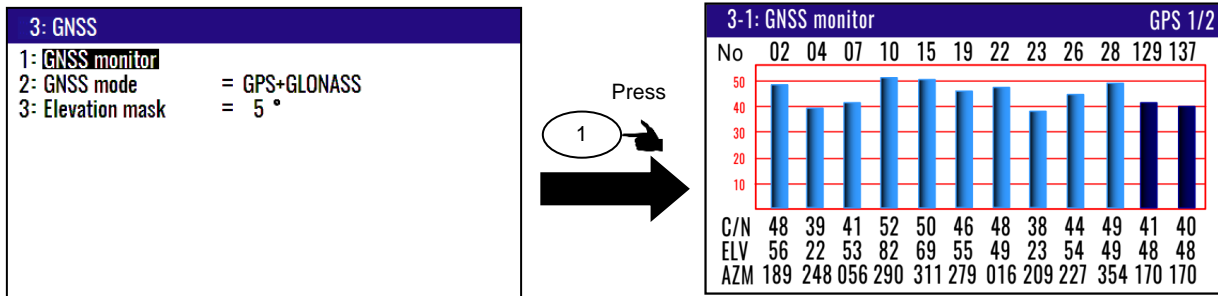 3: GNSS
1: GNSS monitor
2: GNSS mode = GPS+GLONASS
3: Elevation mask = 5 °
Press
1
3-1: GNSS monitor GPS 1/2
No 02 04 07 10 15 19 22 23 26 28 129 137
50
40
30
20
10
C/N 48 39 41 52 50 46 48 38 44 49 41 40
ELV 56 22 53 82 69 55 49 23 54 49 48 48
AZM 189 248 056 290 311 279 016 209 227 354 170 170